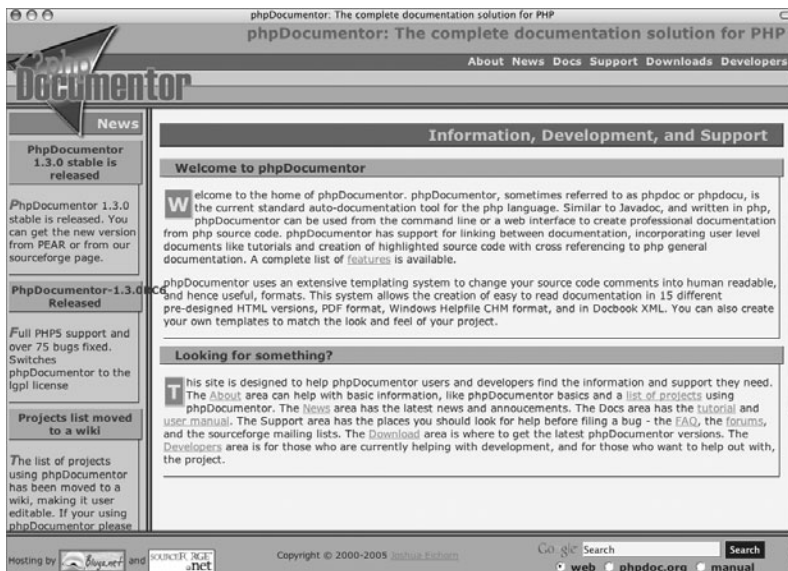 phpDocumentor: The complete documentation solution for PHP
phpDocumentor: The complete documentation solution for PHP
<?php
Documentor
About News Docs Support Downloads Developers
News
PhpDocumentor
1.3.0 stable is
released
PhpDocumentor 1.3.0
stable is released. You
can get the new version
from PEAR or from our
sourceforge page.
PhpDocumentor-1.3.0RC6
Released
Full PHP5 support and
over 75 bugs fixed.
Switches
phpDocumentor to the
lgpl license
Projects list moved
to a wiki
The list of projects
using phpDocumentor
has been moved to a
wiki, making it user
editable. If your using
phpDocumentor please
Information, Development, and Support
Welcome to phpDocumentor
Welcome to the home of phpDocumentor. phpDocumentor, sometimes referred to as phpdoc or phpdocu, is
the current standard auto-documentation tool for the php language. Similar to Javadoc, and written in php,
phpDocumentor can be used from the command line or a web interface to create professional documentation
from php source code. phpDocumentor has support for linking between documentation, incorporating user level
documents like tutorials and creation of highlighted source code with cross referencing to php general
documentation. A complete list of features is available.
phpDocumentor uses an extensive templating system to change your source code comments into human readable,
and hence useful, formats. This system allows the creation of easy to read documentation in 15 different
pre-designed HTML versions, PDF format, Windows Helpfile CHM format, and in Docbook XML. You can also create
your own templates to match the look and feel of your project.
Looking for something?
This site is designed to help phpDocumentor users and developers find the information and support they need.
The About area can help with basic information, like phpDocumentor basics and a list of projects using
phpDocumentor. The News area has the latest news and annoucements. The Docs area has the tutorial and
user manual. The Support area has the places you should look for help before filing a bug - the FAQ, the forums,
and the sourceforge mailing lists. The Download area is where to get the latest phpDocumentor versions. The
Developers area is for those who are currently helping with development, and for those who want to help out with,
the project.
Hosting by Bluga.net and SOURCEFORGE .net
Copyright © 2000-2005 Joshua Eichorn
Google Search Search
web phpdoc.org manual